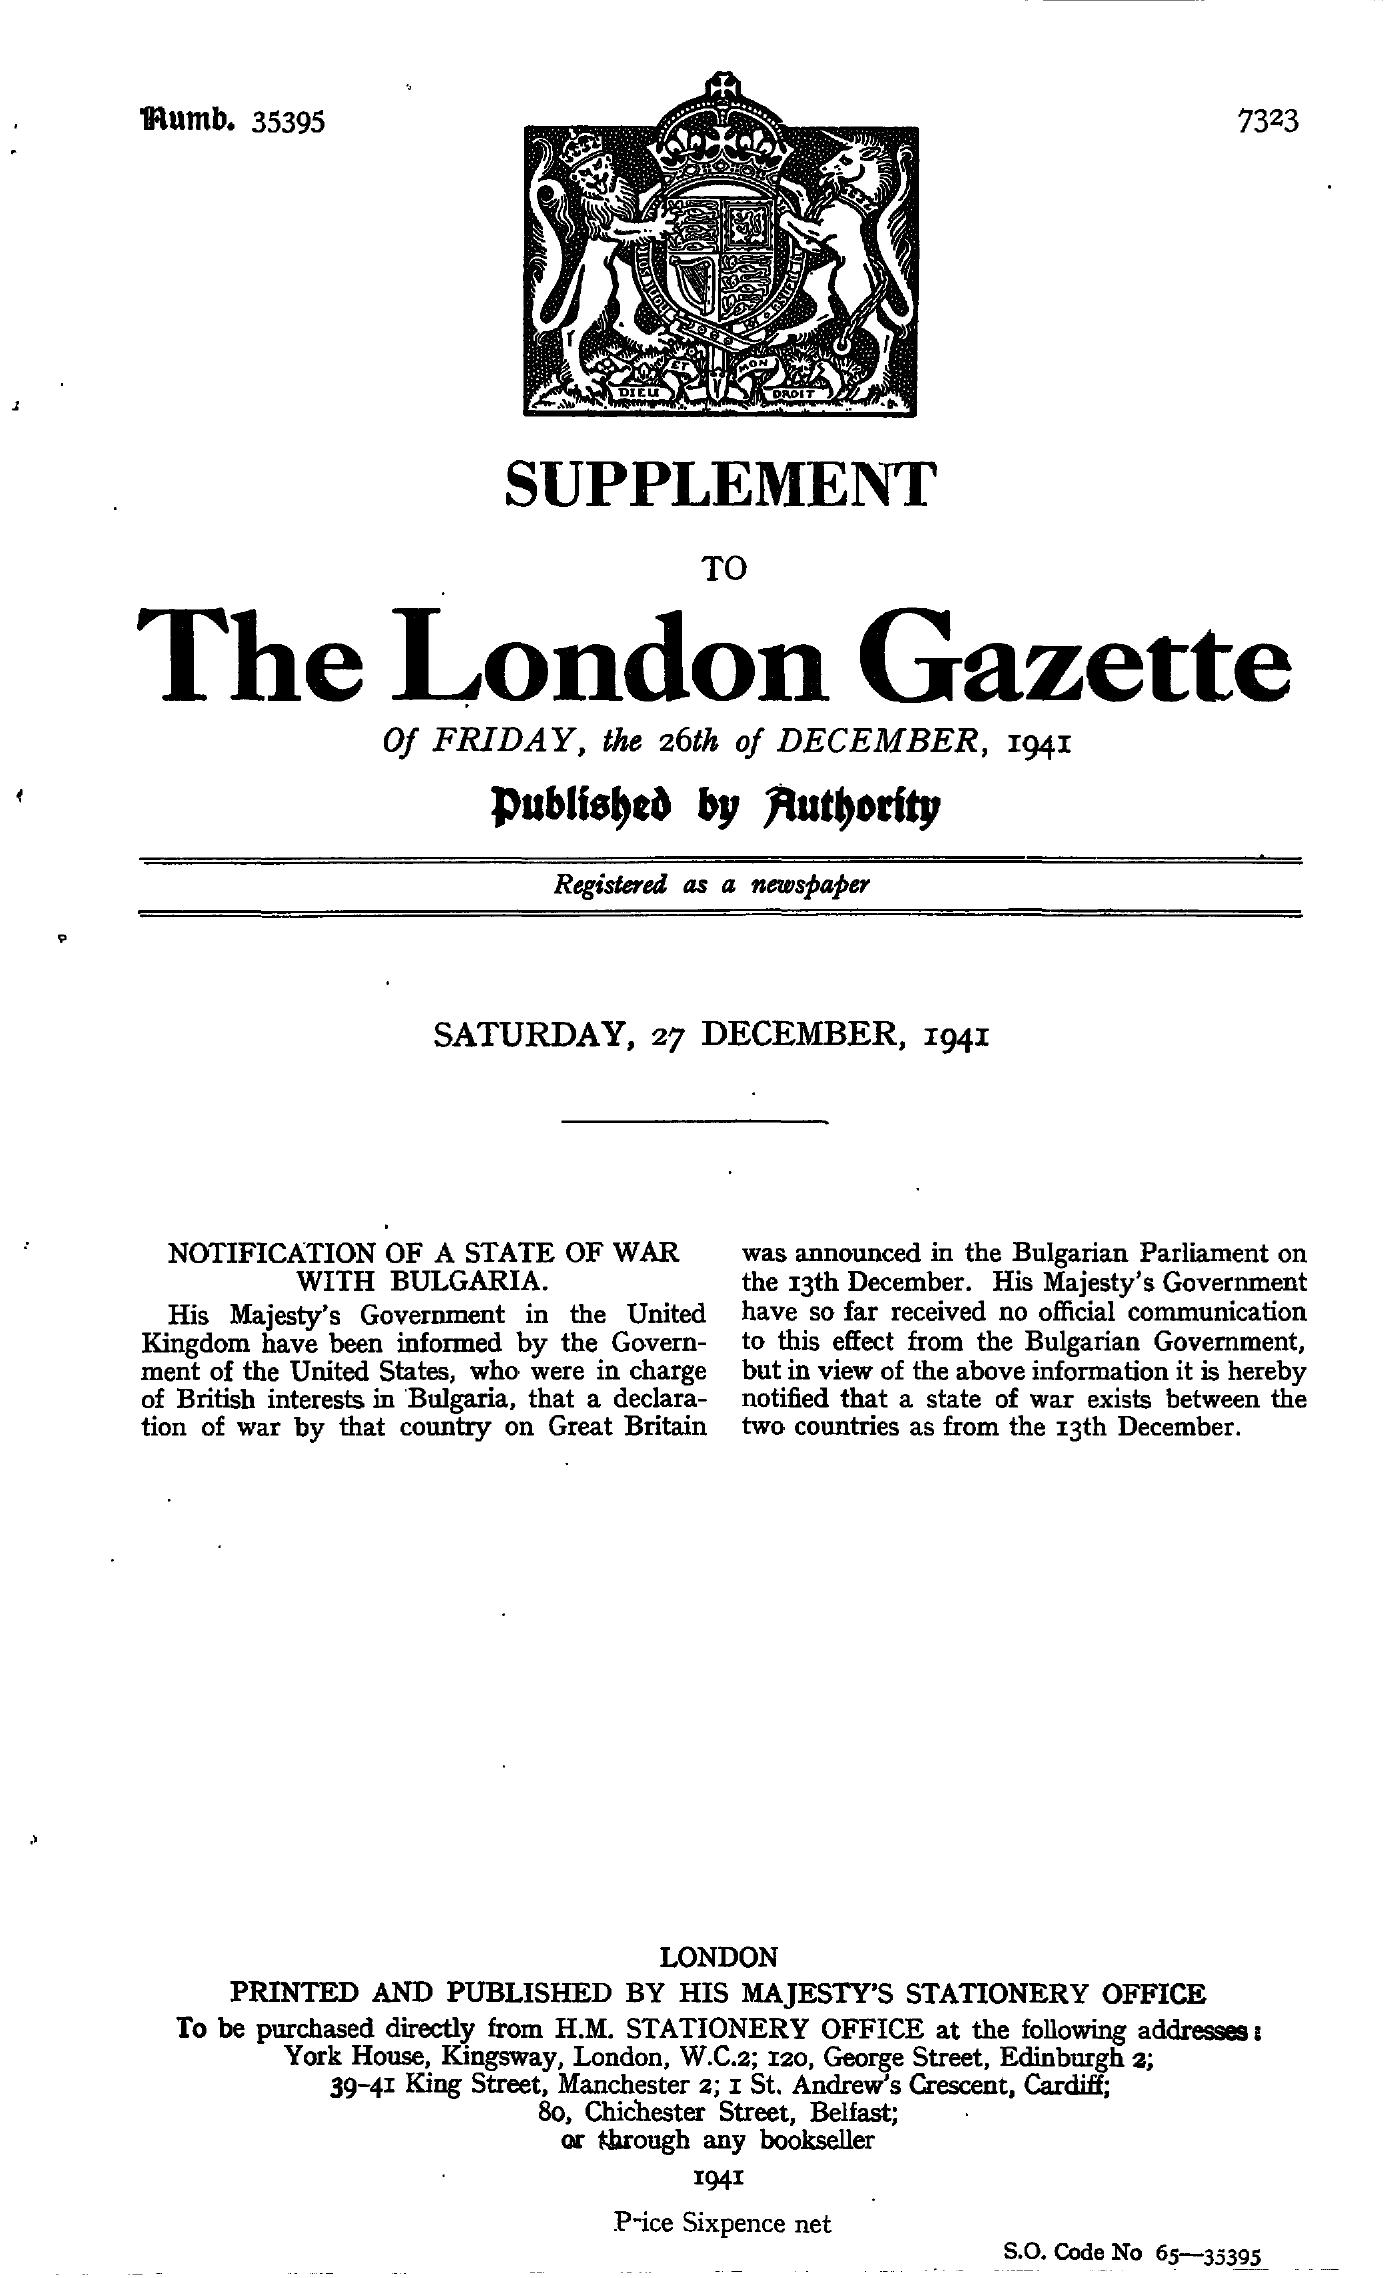 Numb. 35395
7323
DIEU
ET
MON
DROIT
SUPPLEMENT
TO
The London Gazette
Of FRIDAY, the 26th of DECEMBER, 1941
Published by Authority
Registered as a newspaper
SATURDAY, 27 DECEMBER, 1941
NOTIFICATION OF A STATE OF WAR
WITH BULGARIA.
His Majesty's Government in the United
Kingdom have been informed by the Govern-
ment of the United States, who were in charge
of British interests in Bulgaria, that a declara-
tion of war by that country on Great Britain
was announced in the Bulgarian Parliament on
the 13th December. His Majesty's Government
have so far received no official communication
to this effect from the Bulgarian Government,
but in view of the above information it is hereby
notified that a state of war exists between the
two countries as from the 13th December.
LONDON
PRINTED AND PUBLISHED BY HIS MAJESTY'S STATIONERY OFFICE
To be purchased directly from H.M. STATIONERY OFFICE at the following addresses:
York House, Kingsway, London, W.C.2; 120, George Street, Edinburgh 2;
39-41 King Street, Manchester 2; 1 St. Andrew's Crescent, Cardiff;
80, Chichester Street, Belfast;
or through any bookseller
1941
Price Sixpence net
S.O. Code No 65—35395